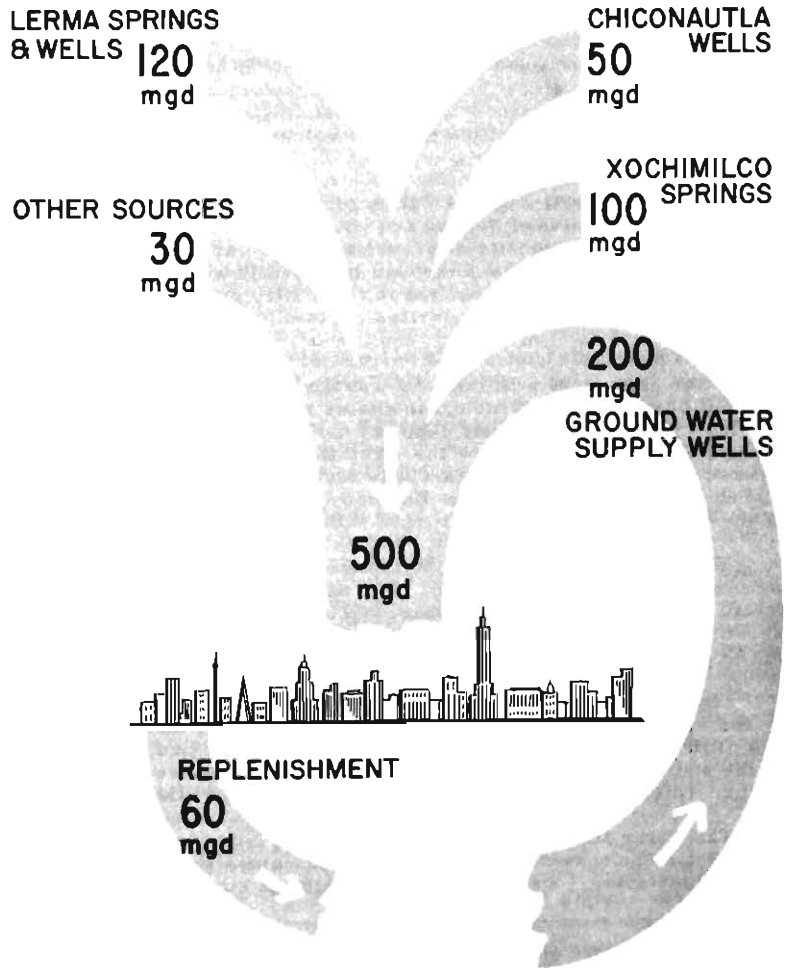 LERMA SPRINGS
& WELLS 120
mgd
CHICONAUTLA
WELLS
50
mgd
OTHER SOURCES
30
mgd
XOCHIMILCO
SPRINGS
100
mgd
200
mgd
GROUND WATER
SUPPLY WELLS
500
mgd
REPLENISHMENT
60
mgd